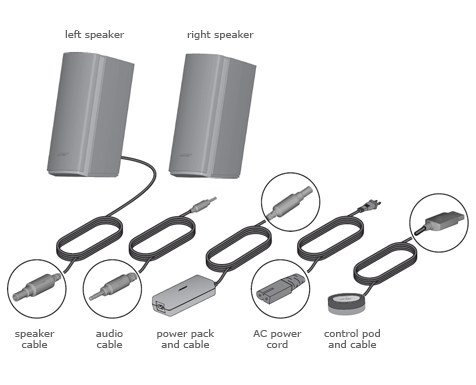 left speaker
right speaker
speaker
cable
audio
cable
power pack
and cable
AC power
cord
control pod
and cable